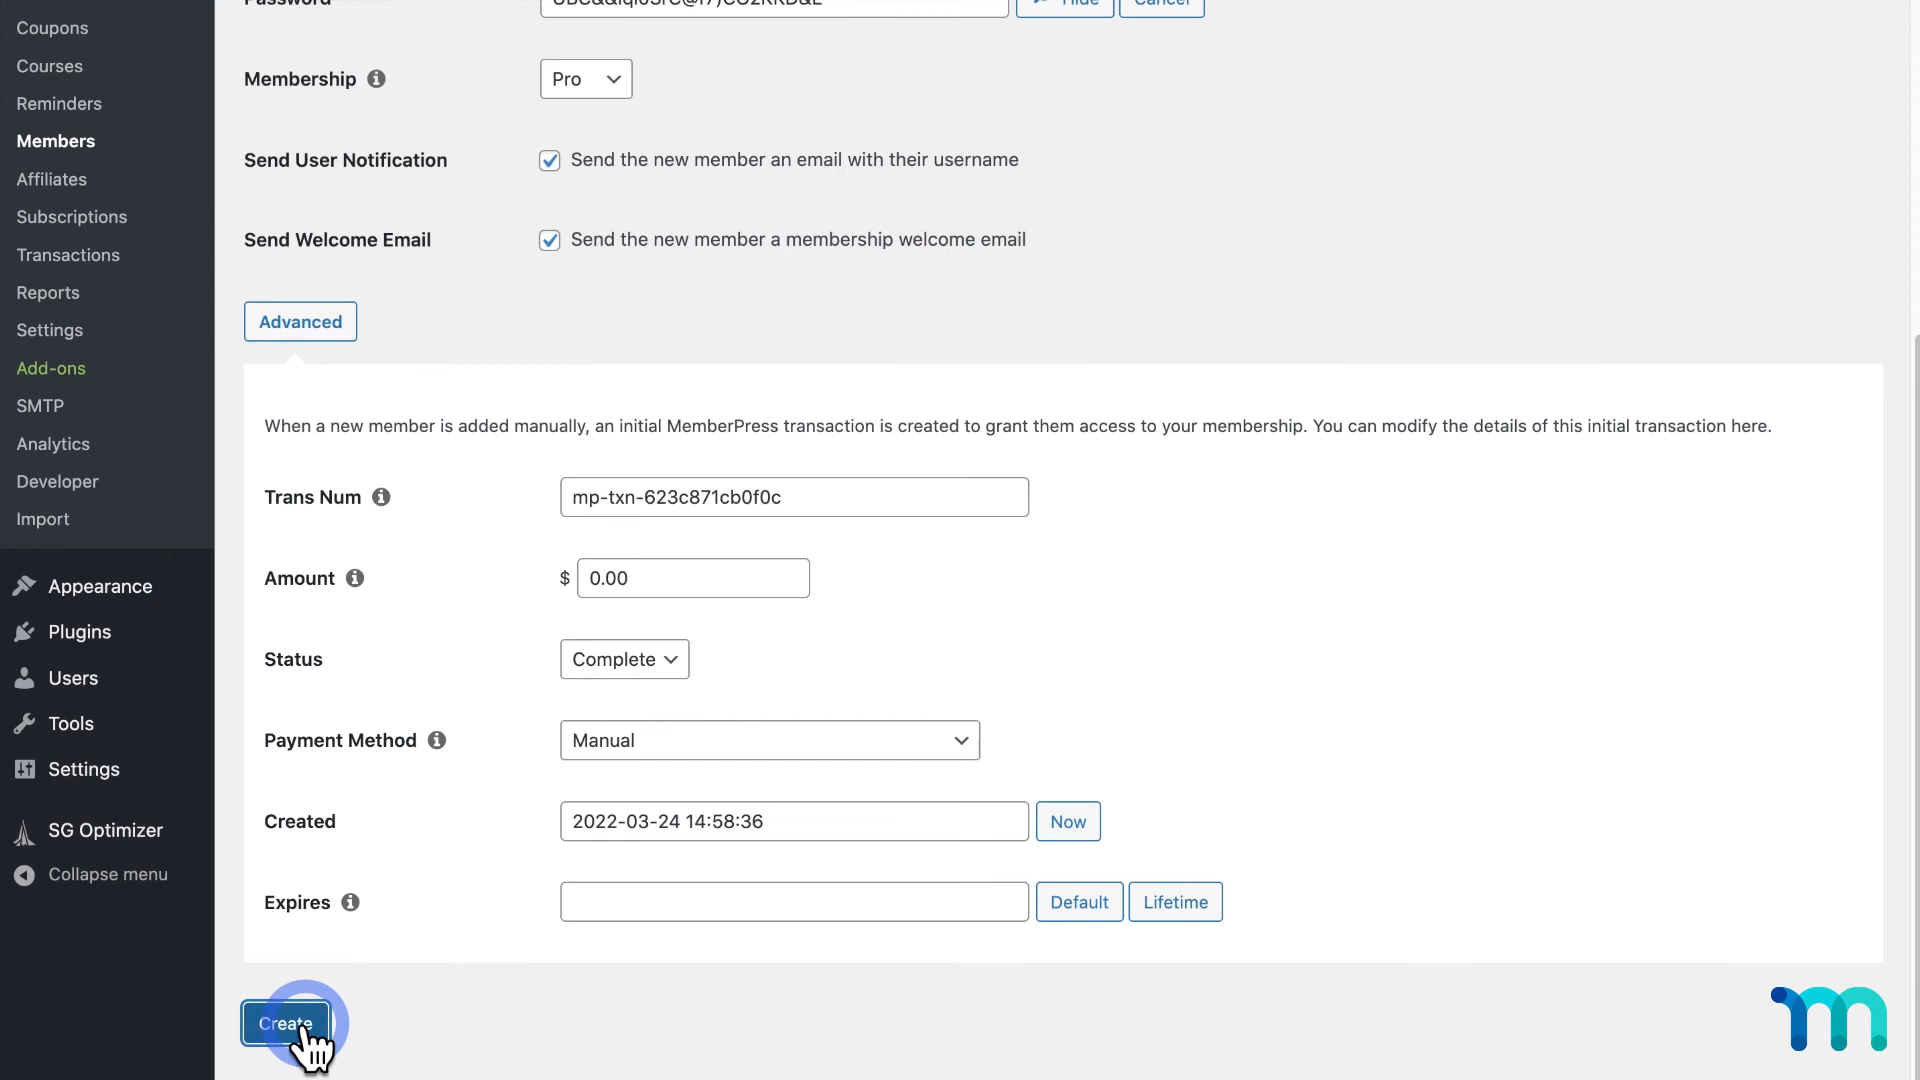 Coupons
Courses
Reminders
Members
Affiliates
Subscriptions
Transactions
Reports
Settings
Add-ons
SMTP
Analytics
Developer
Import
Appearance
Plugins
Users
Tools
Settings
SG Optimizer
Collapse menu
Password
Hide
Cancel
Membership
Pro
Send User Notification
Send the new member an email with their username
Send Welcome Email
Send the new member a membership welcome email
Advanced
When a new member is added manually, an initial MemberPress transaction is created to grant them access to your membership. You can modify the details of this initial transaction here.
Trans Num
mp-txn-623c871cb0f0c
Amount
$ 0.00
Status
Complete
Payment Method
Manual
Created
2022-03-24 14:58:36
Now
Expires
Default
Lifetime
Create
m